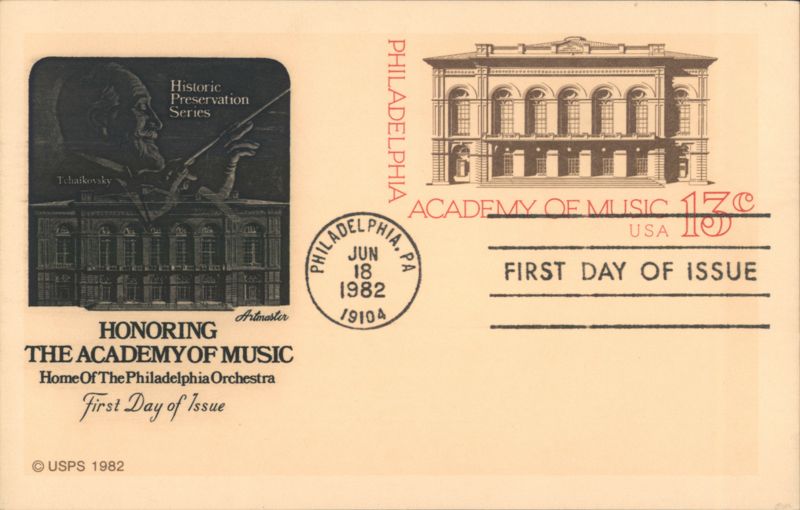 Historic
Preservation
Series
Tchaikovsky
Artmaster
HONORING
THE ACADEMY OF MUSIC
Home Of The Philadelphia Orchestra
First Day of Issue
© USPS 1982
PHILADELPHIA
ACADEMY OF MUSIC 13c
USA
PHILADELPHIA, PA
JUN
18
1982
19104
FIRST DAY OF ISSUE